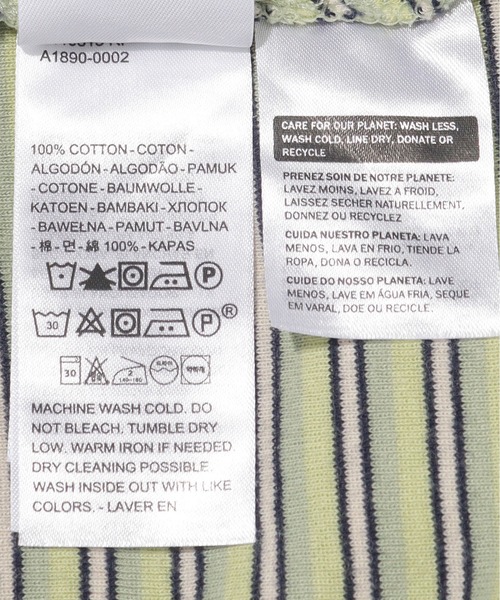 A1890-0002
100% COTTON - COTON -
ALGODÓN - ALGODÃO - PAMUK
- COTONE - BAUMWOLLE -
KATOEN - BAMBAKI - ХЛОПОК
- BAWEŁNA - PAMUT - BAVLNA
- 棉 - 면 - 綿 100% - KAPAS
P
30 P®
30 2
MACHINE WASH COLD. DO
NOT BLEACH. TUMBLE DRY
LOW. WARM IRON IF NEEDED.
DRY CLEANING POSSIBLE.
WASH INSIDE OUT WITH LIKE
COLORS. - LAVER EN
CARE FOR OUR PLANET: WASH LESS,
WASH COLD, LINE DRY, DONATE OR
RECYCLE
PRENEZ SOIN DE NOTRE PLANETE:
LAVEZ MOINS, LAVEZ A FROID,
LAISSEZ SECHER NATURELLEMENT,
DONNEZ OU RECYCLEZ
CUIDA NUESTRO PLANETA: LAVA
MENOS, LAVA EN FRIO, TIENDE LA
ROPA, DONA O RECICLA.
CUIDE DO NOSSO PLANETA: LAVE
MENOS, LAVE EM ÁGUA FRIA, SEQUE
EM VARAL, DOE OU RECICLE.